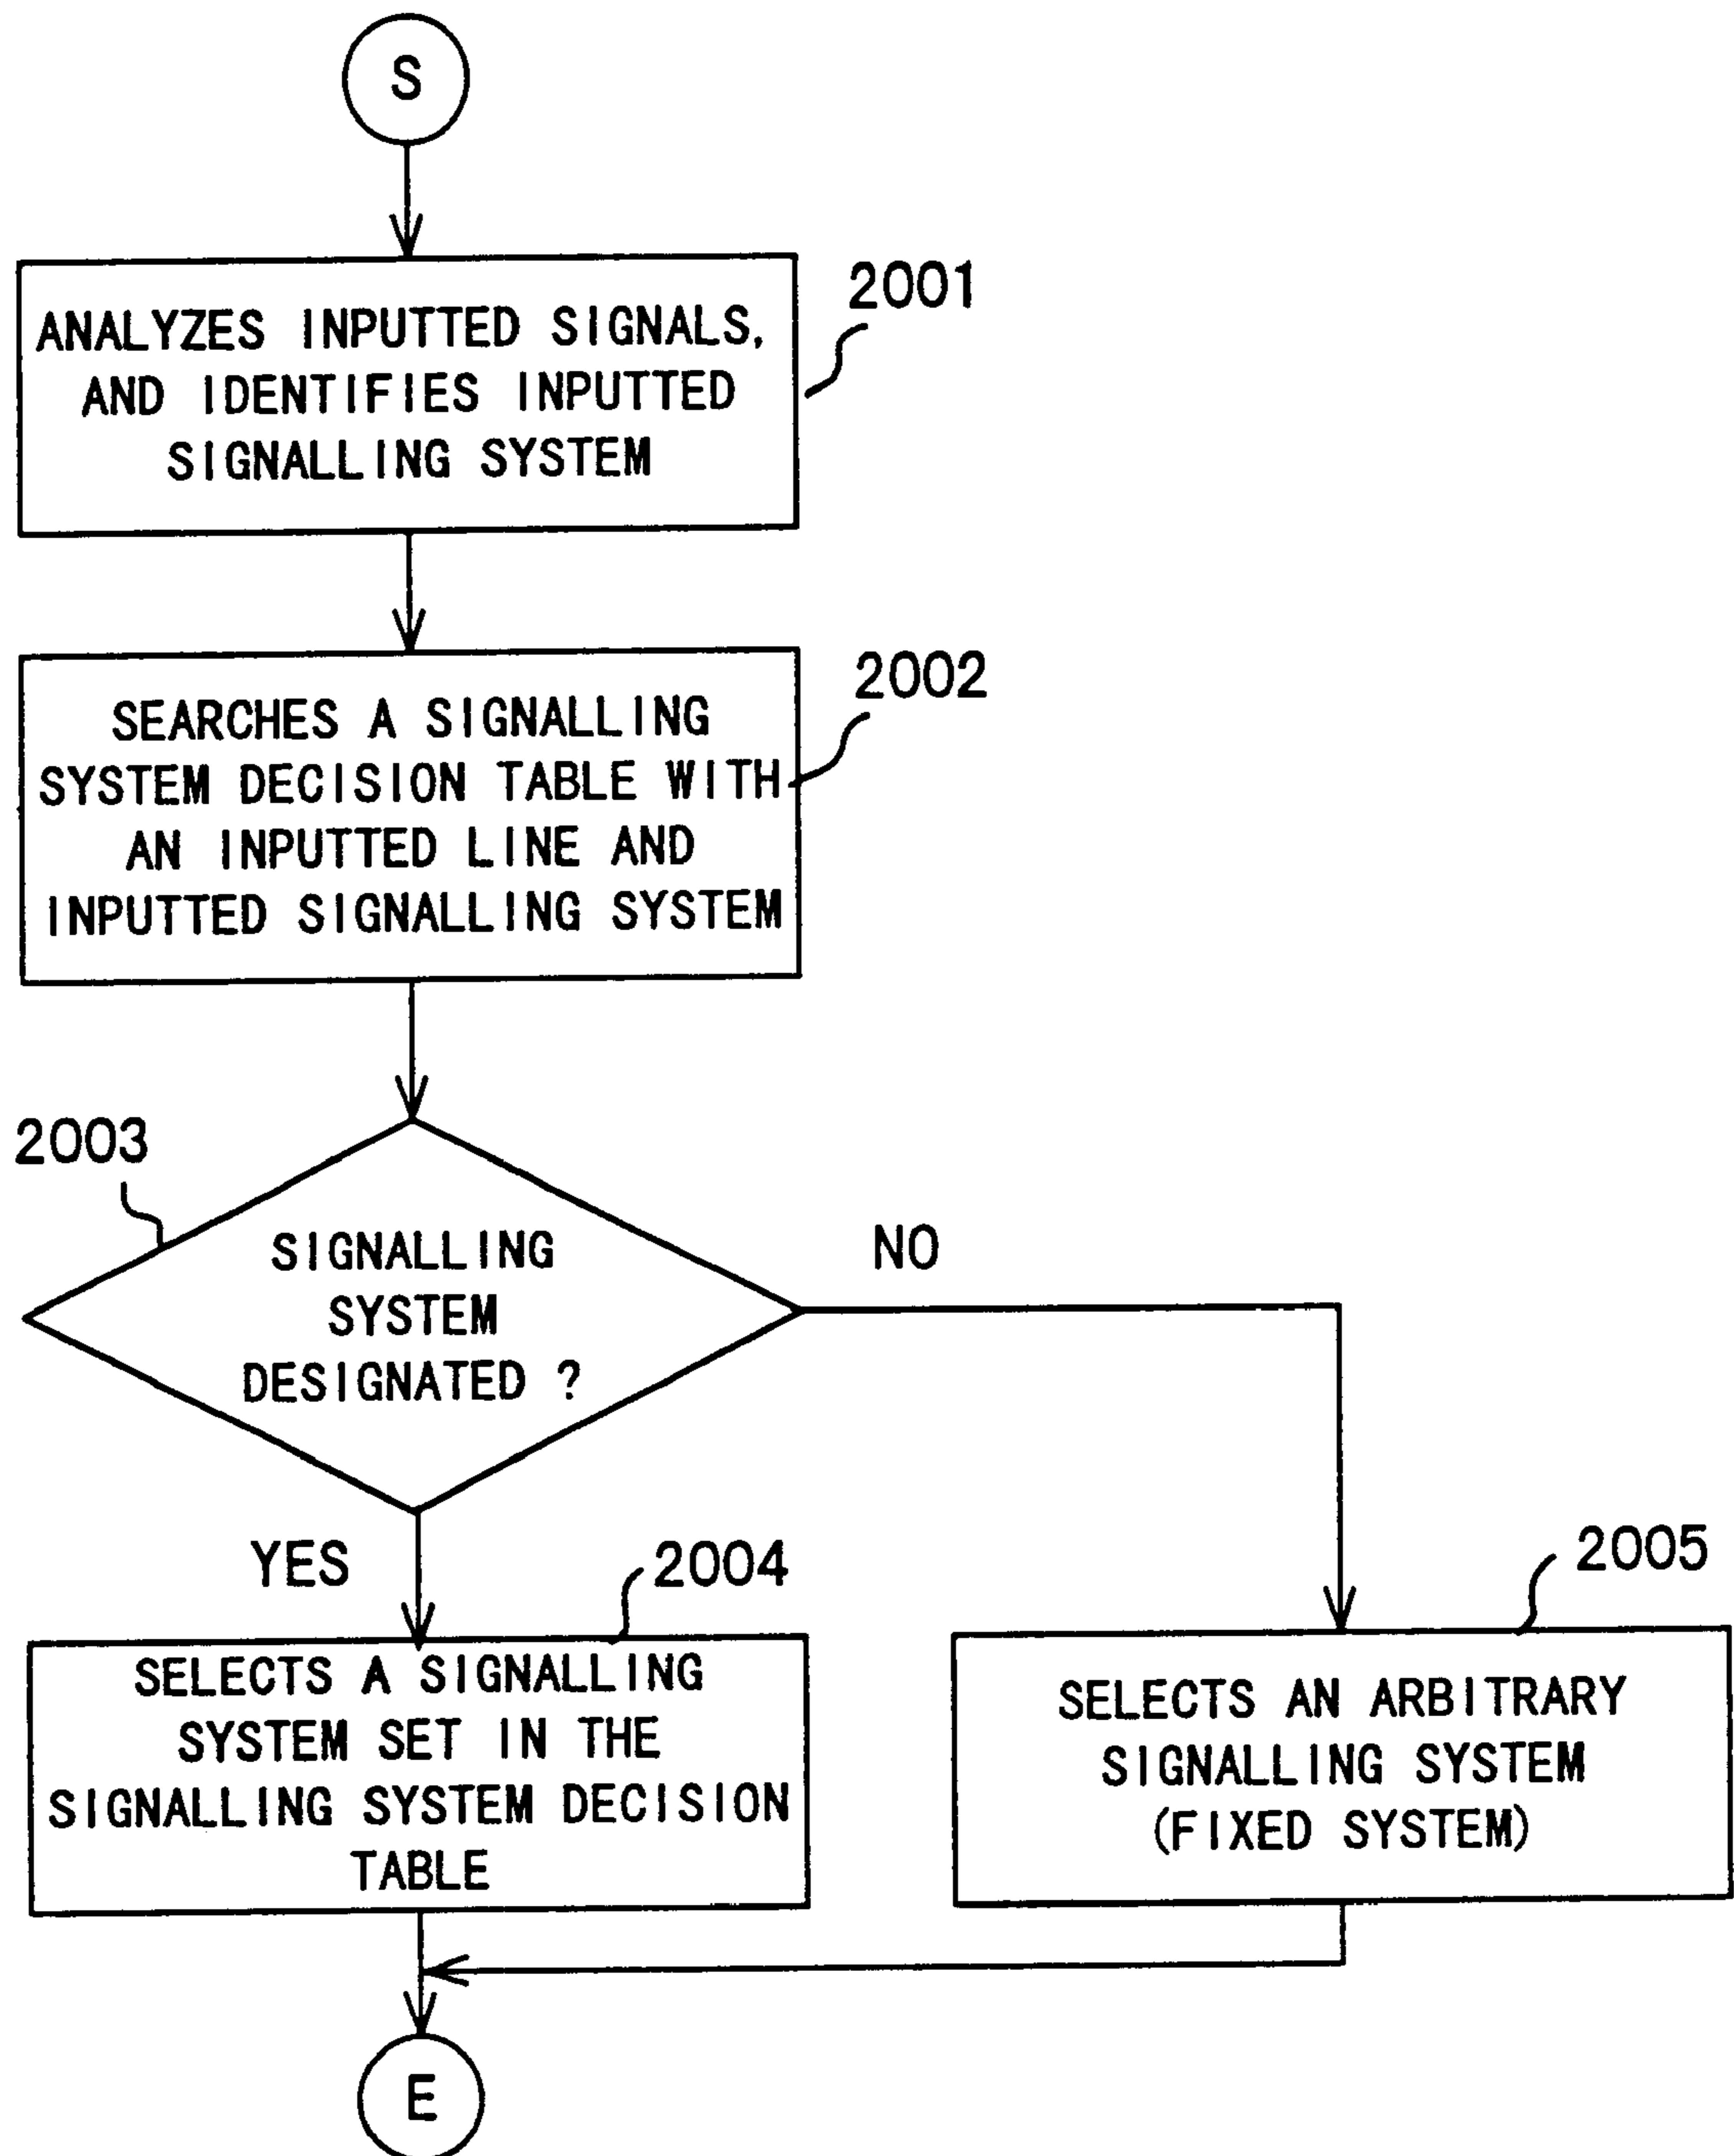 S
2001
ANALYZES INPUTTED SIGNALS,
AND IDENTIFIES INPUTTED
SIGNALLING SYSTEM
2002
SEARCHES A SIGNALLING
SYSTEM DECISION TABLE WITH
AN INPUTTED LINE AND
INPUTTED SIGNALLING SYSTEM
2003
SIGNALLING
SYSTEM
DESIGNATED ?
NO
YES
2004
SELECTS A SIGNALLING
SYSTEM SET IN THE
SIGNALLING SYSTEM DECISION
TABLE
2005
SELECTS AN ARBITRARY
SIGNALLING SYSTEM
(FIXED SYSTEM)
E